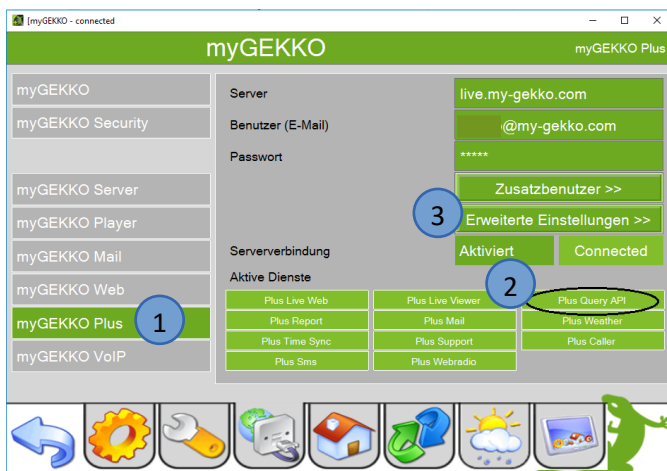 [myGEKKO - connected
myGEKKO
myGEKKO Plus
myGEKKO
myGEKKO Security
myGEKKO Server
myGEKKO Player
myGEKKO Mail
myGEKKO Web
myGEKKO Plus
1
myGEKKO VoIP
Server
live.my-gekko.com
Benutzer (E-Mail)
@my-gekko.com
Passwort
*****
Zusatzbenutzer >>
3
Erweiterte Einstellungen >>
Serververbindung
Aktiviert
Connected
Aktive Dienste
2
Plus Live Web
Plus Live Viewer
Plus Query API
Plus Report
Plus Mail
Plus Weather
Plus Time Sync
Plus Support
Plus Caller
Plus Sms
Plus Webradio